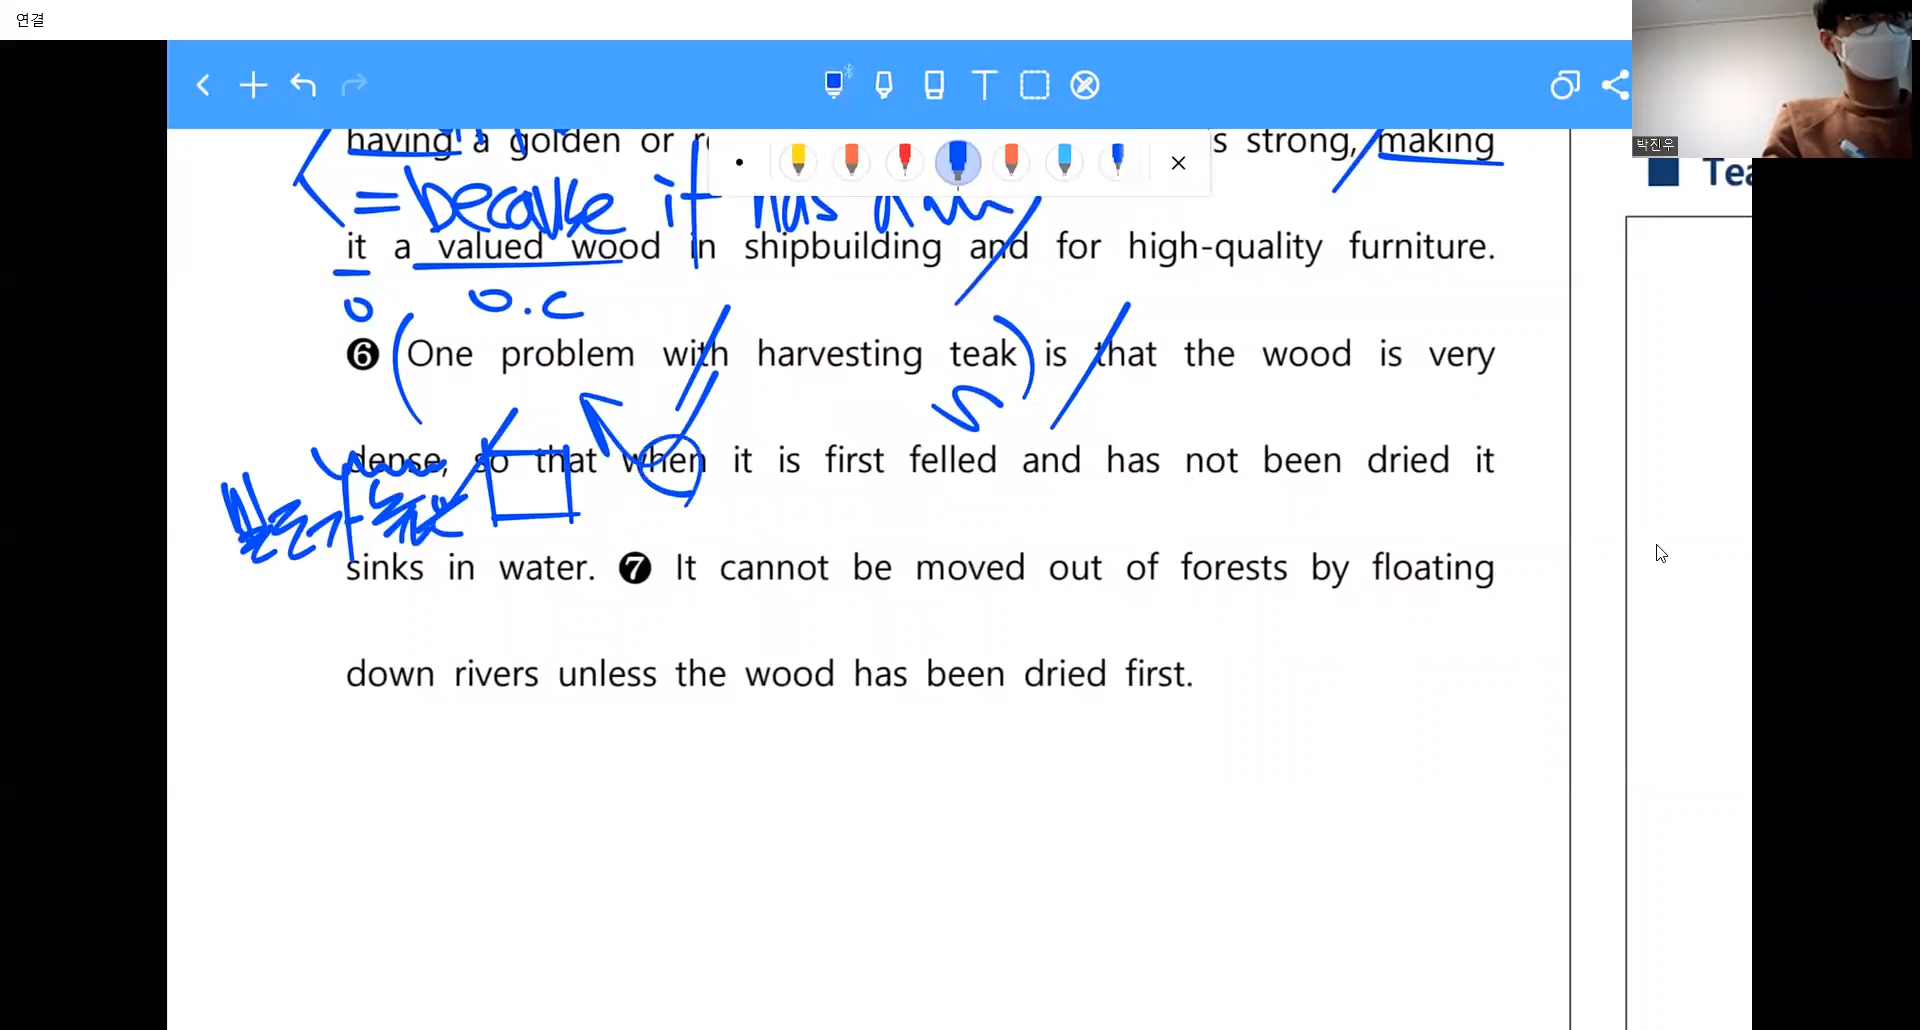 연결
박진우
Tea
having a golden or r s strong, making
= because it has
it a valued wood in shipbuilding and for high-quality furniture.
o o.c
❻ (One problem with harvesting teak) is that the wood is very
s
dense, so that when it is first felled and has not been dried it
sinks in water. ❼ It cannot be moved out of forests by floating
down rivers unless the wood has been dried first.